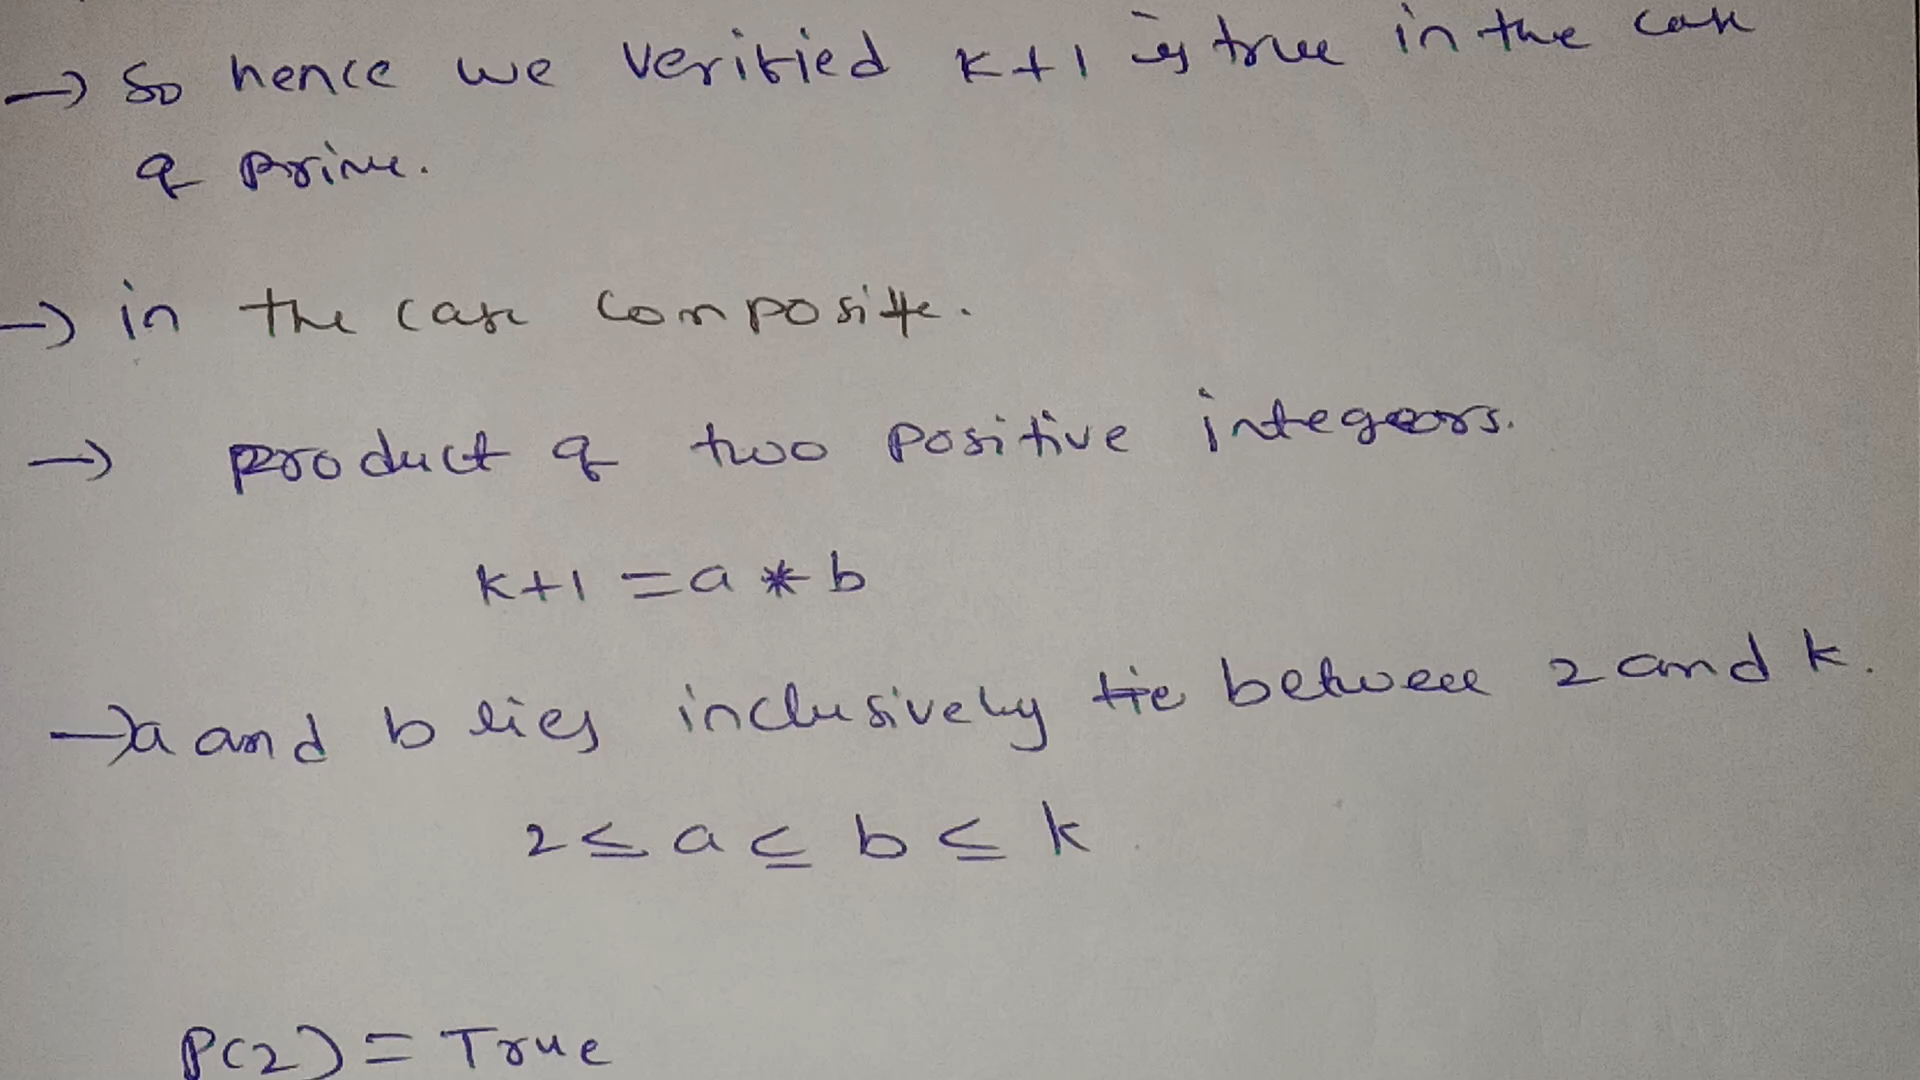 → So hence we verified k+1 is true in the case
of prime.
→ in the case composite.
→ product of two positive integers.
k+1 = a * b
→ a and b lies inclusively tie between 2 and k.
2 ≤ a ≤ b ≤ k
P(2) = True